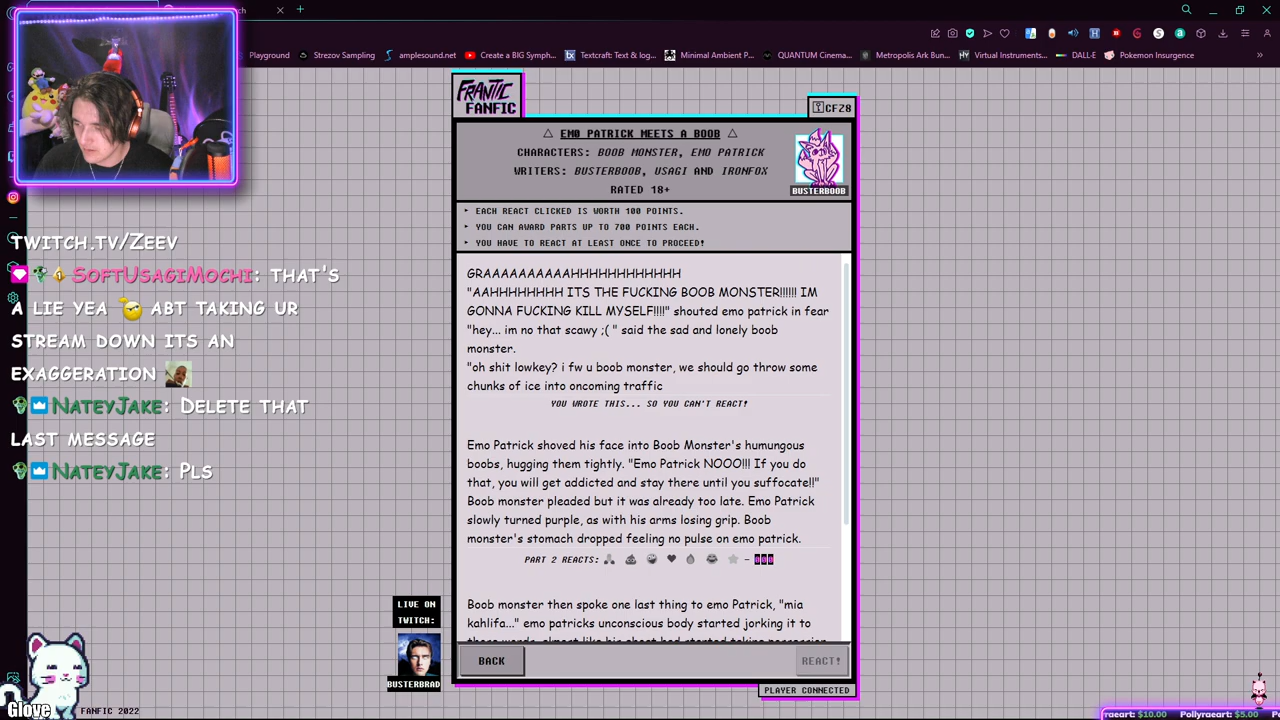 Playground
Strezov Sampling
amplesound.net
Create a BIG Symph...
Textcraft: Text & log...
Minimal Ambient P...
QUANTUM Cinema...
Metropolis Ark Bun...
Virtual Instruments...
DALL-E
Pokemon Insurgence
FRANTIC
FANFIC
CFZ8
△ EMO PATRICK MEETS A BOOB △
CHARACTERS: BOOB MONSTER, EMO PATRICK
WRITERS: BUSTERBOOB, USAGI AND IRONFOX
RATED 18+
BUSTERBOOB
EACH REACT CLICKED IS WORTH 100 POINTS.
YOU CAN AWARD PARTS UP TO 700 POINTS EACH.
YOU HAVE TO REACT AT LEAST ONCE TO PROCEED!
GRAAAAAAAAAAHHHHHHHHHHHH
"AAHHHHHHHH ITS THE FUCKING BOOB MONSTER!!!!!! IM
GONNA FUCKING KILL MYSELF!!!!" shouted emo patrick in fear
"hey... im no that scawy ;( " said the sad and lonely boob
monster.
"oh shit lowkey? i fw u boob monster, we should go throw some
chunks of ice into oncoming traffic
YOU WROTE THIS... SO YOU CAN'T REACT!
Emo Patrick shoved his face into Boob Monster's humungous
boobs, hugging them tightly. "Emo Patrick NOOO!!! If you do
that, you will get addicted and stay there until you suffocate!!"
Boob monster pleaded but it was already too late. Emo Patrick
slowly turned purple, as with his arms losing grip. Boob
monster's stomach dropped feeling no pulse on emo patrick.
PART 2 REACTS: – 000
Boob monster then spoke one last thing to emo Patrick, "mia
kahlifa..." emo patricks unconscious body started jorking it to
BACK
REACT!
PLAYER CONNECTED
LIVE ON
TWITCH:
BUSTERBRAD
TWITCH.TV/ZEEV
SOFTUSAGIMOCHI: THAT'S
A LIE YEA ABT TAKING UR
STREAM DOWN ITS AN
EXAGGERATION
NATEYJAKE: DELETE THAT
LAST MESSAGE
NATEYJAKE: PLS
Glove
FANFIC 2022
raeart: $10.00
Pollyraeart: $5.00